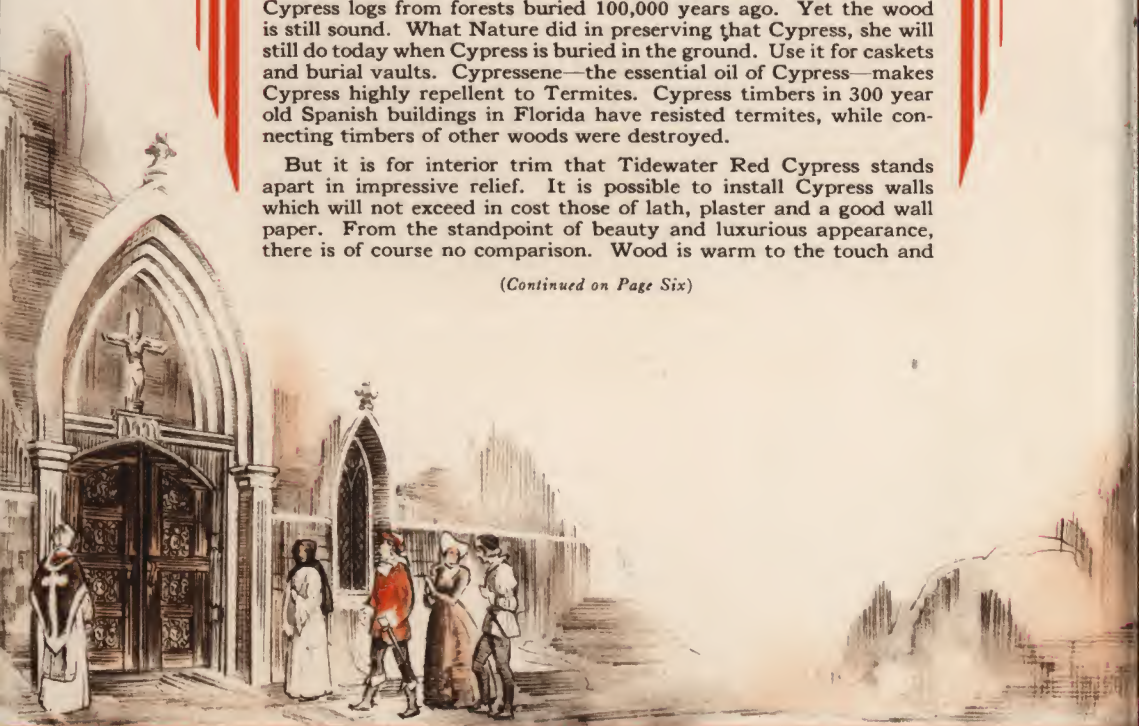 Cypress logs from forests buried 100,000 years ago. Yet the wood
is still sound. What Nature did in preserving that Cypress, she will
still do today when Cypress is buried in the ground. Use it for caskets
and burial vaults. Cypressene—the essential oil of Cypress—makes
Cypress highly repellent to Termites. Cypress timbers in 300 year
old Spanish buildings in Florida have resisted termites, while con-
necting timbers of other woods were destroyed.
But it is for interior trim that Tidewater Red Cypress stands
apart in impressive relief. It is possible to install Cypress walls
which will not exceed in cost those of lath, plaster and a good wall
paper. From the standpoint of beauty and luxurious appearance,
there is of course no comparison. Wood is warm to the touch and
(Continued on Page Six)